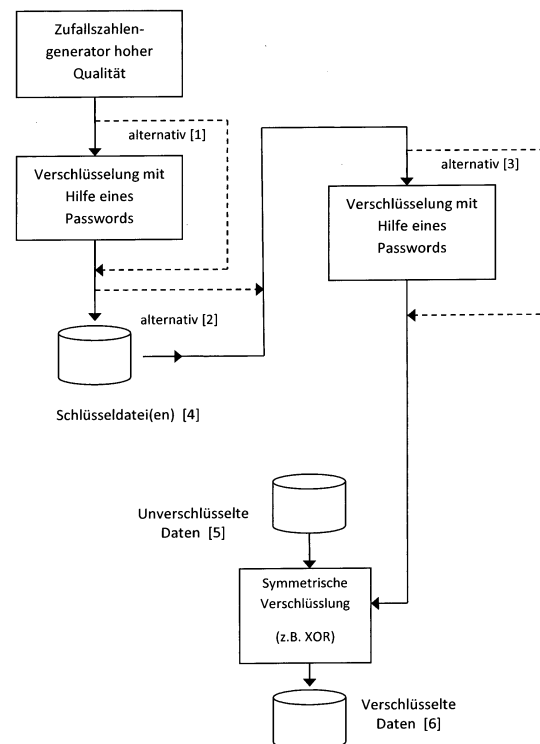 Zufallszahlen-
generator hoher
Qualität
alternativ [1]
Verschlüsselung mit
Hilfe eines
Passwords
alternativ [2]
Schlüsseldatei(en) [4]
alternativ [3]
Verschlüsselung mit
Hilfe eines
Passwords
Unverschlüsselte
Daten [5]
Symmetrische
Verschlüsslung
(z.B. XOR)
Verschlüsselte
Daten [6]